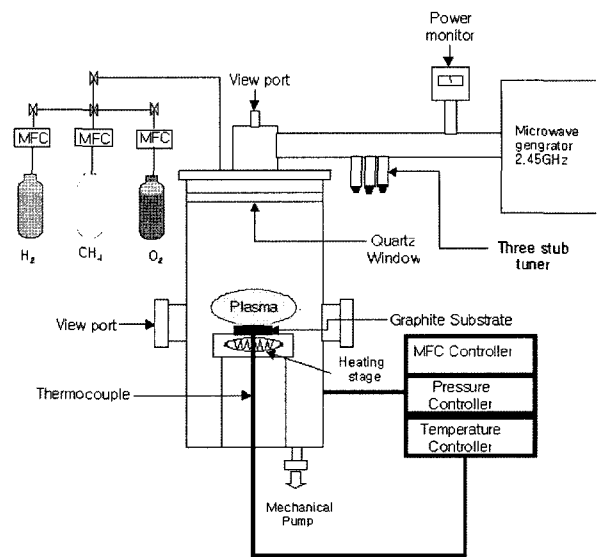 Power
monitor
View port
MFC
MFC
MFC
Microwave
gengrator
2.45GHz
H₂
CH₄
O₂
Quartz
Window
Three stub
tuner
Plasma
View port
Graphite Substrate
Heating
stage
MFC Controller
Thermocouple
Pressure
Controller
Temperature
Controller
Mechanical
Pump